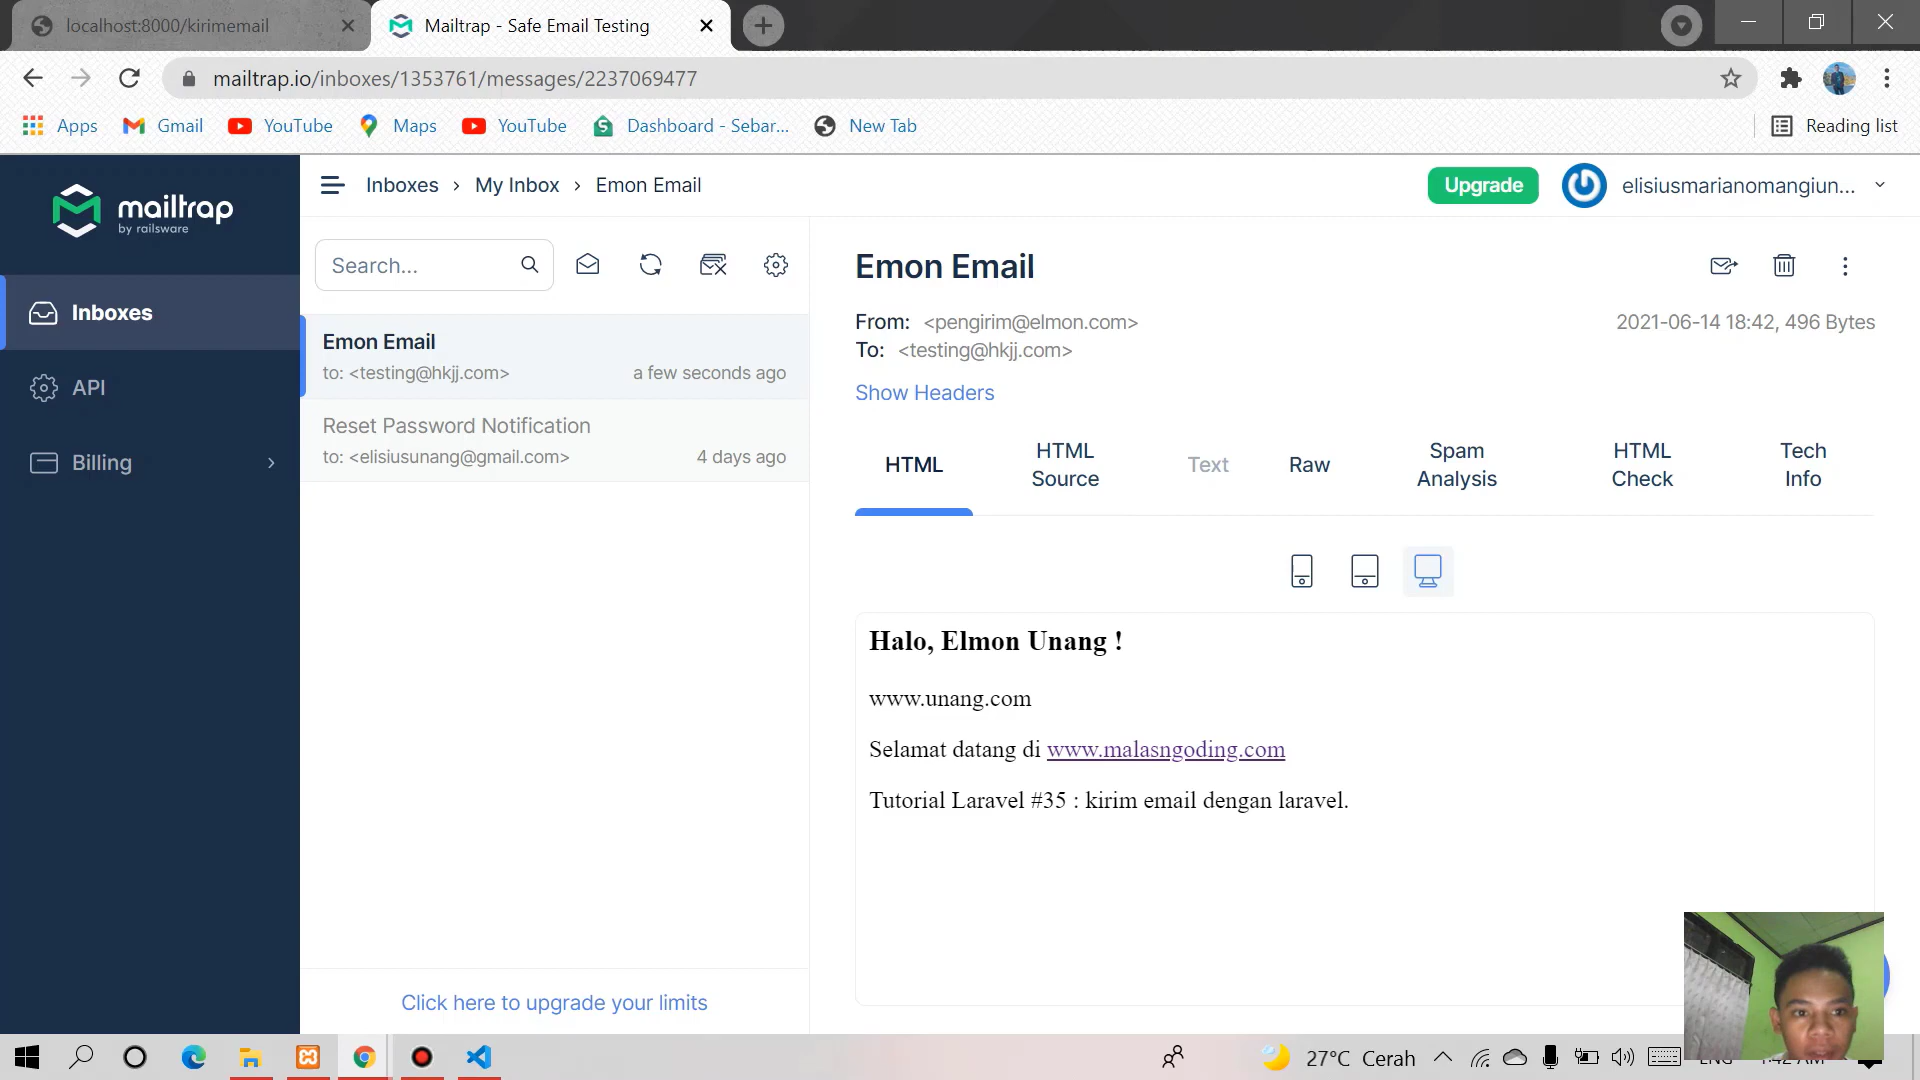 localhost:8000/kirimemail
Mailtrap - Safe Email Testing
mailtrap.io/inboxes/1353761/messages/2237069477
Apps
Gmail
YouTube
Maps
YouTube
Dashboard - Sebar...
New Tab
Reading list
mailtrap
by railsware
Inboxes
API
Billing
Inboxes › My Inbox › Emon Email
Upgrade
elisiusmarianomangiun...
Search...
Emon Email
to: <testing@hkjj.com>
a few seconds ago
Reset Password Notification
to: <elisiusunang@gmail.com>
4 days ago
Click here to upgrade your limits
Emon Email
From: <pengirim@elmon.com>
2021-06-14 18:42, 496 Bytes
To: <testing@hkjj.com>
Show Headers
HTML
HTML Source
Text
Raw
Spam Analysis
HTML Check
Tech Info
Halo, Elmon Unang !
www.unang.com
Selamat datang di www.malasngoding.com
Tutorial Laravel #35 : kirim email dengan laravel.
27°C Cerah